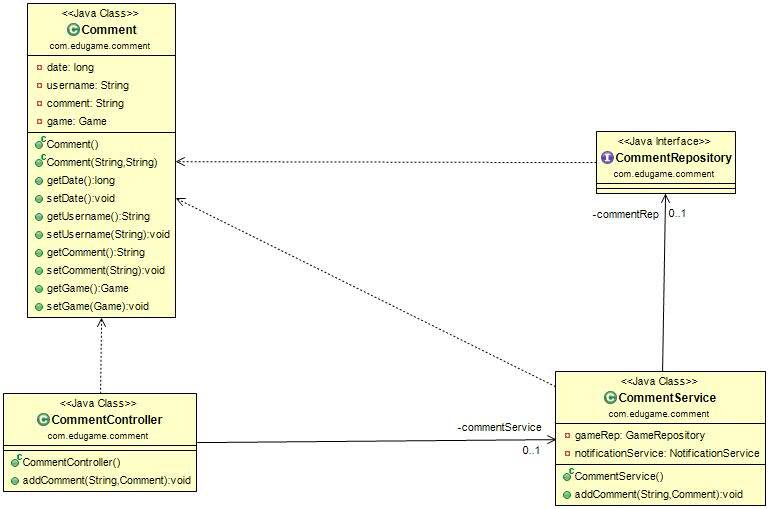 <<Java Class>>
Comment
com.edugame.comment
date: long
username: String
comment: String
game: Game
Comment()
Comment(String,String)
getDate():long
setDate():void
getUsername():String
setUsername(String):void
getComment():String
setComment(String):void
getGame():Game
setGame(Game):void
<<Java Interface>>
CommentRepository
com.edugame.comment
-commentRep 0..1
<<Java Class>>
CommentController
com.edugame.comment
CommentController()
addComment(String,Comment):void
-commentService
0..1
<<Java Class>>
CommentService
com.edugame.comment
gameRep: GameRepository
notificationService: NotificationService
CommentService()
addComment(String,Comment):void